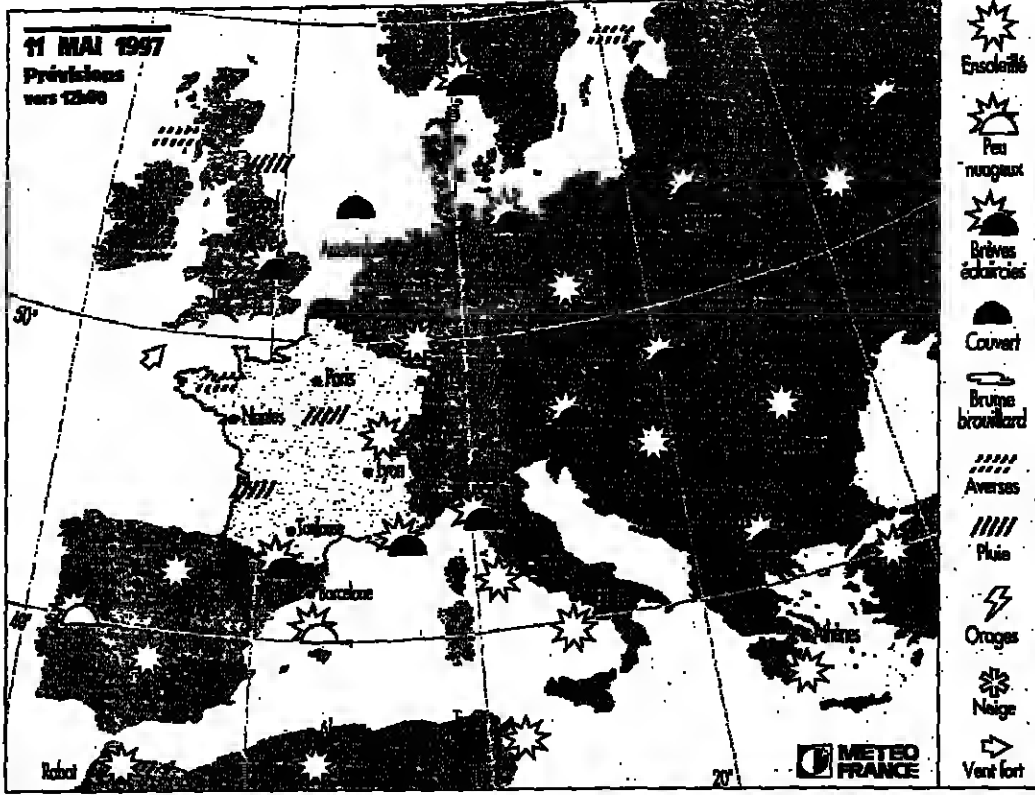 11 MAI 1997
Prévisions
vers 12h00
50°
Paris
Nantes
Lyon
Toulouse
Barcelone
Athènes
Rabat
20°
METEO
FRANCE
Ensoleillé
Peu
nuageux
Brèves
éclaircies
Couvert
Brume
brouillard
Averses
Pluie
Orages
Neige
Vent fort